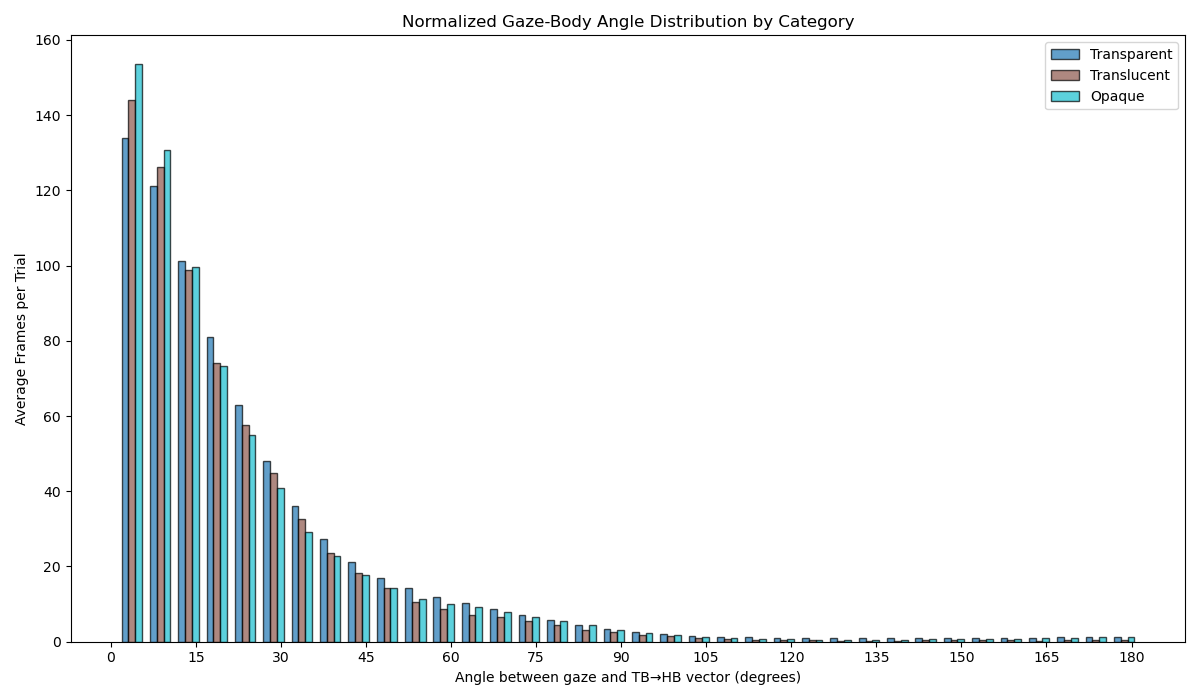 Normalized Gaze-Body Angle Distribution by Category
Transparent
Translucent
Opaque
Average Frames per Trial
160
140
120
100
80
60
40
20
0
0 15 30 45 60 75 90 105 120 135 150 165 180
Angle between gaze and TB→HB vector (degrees)